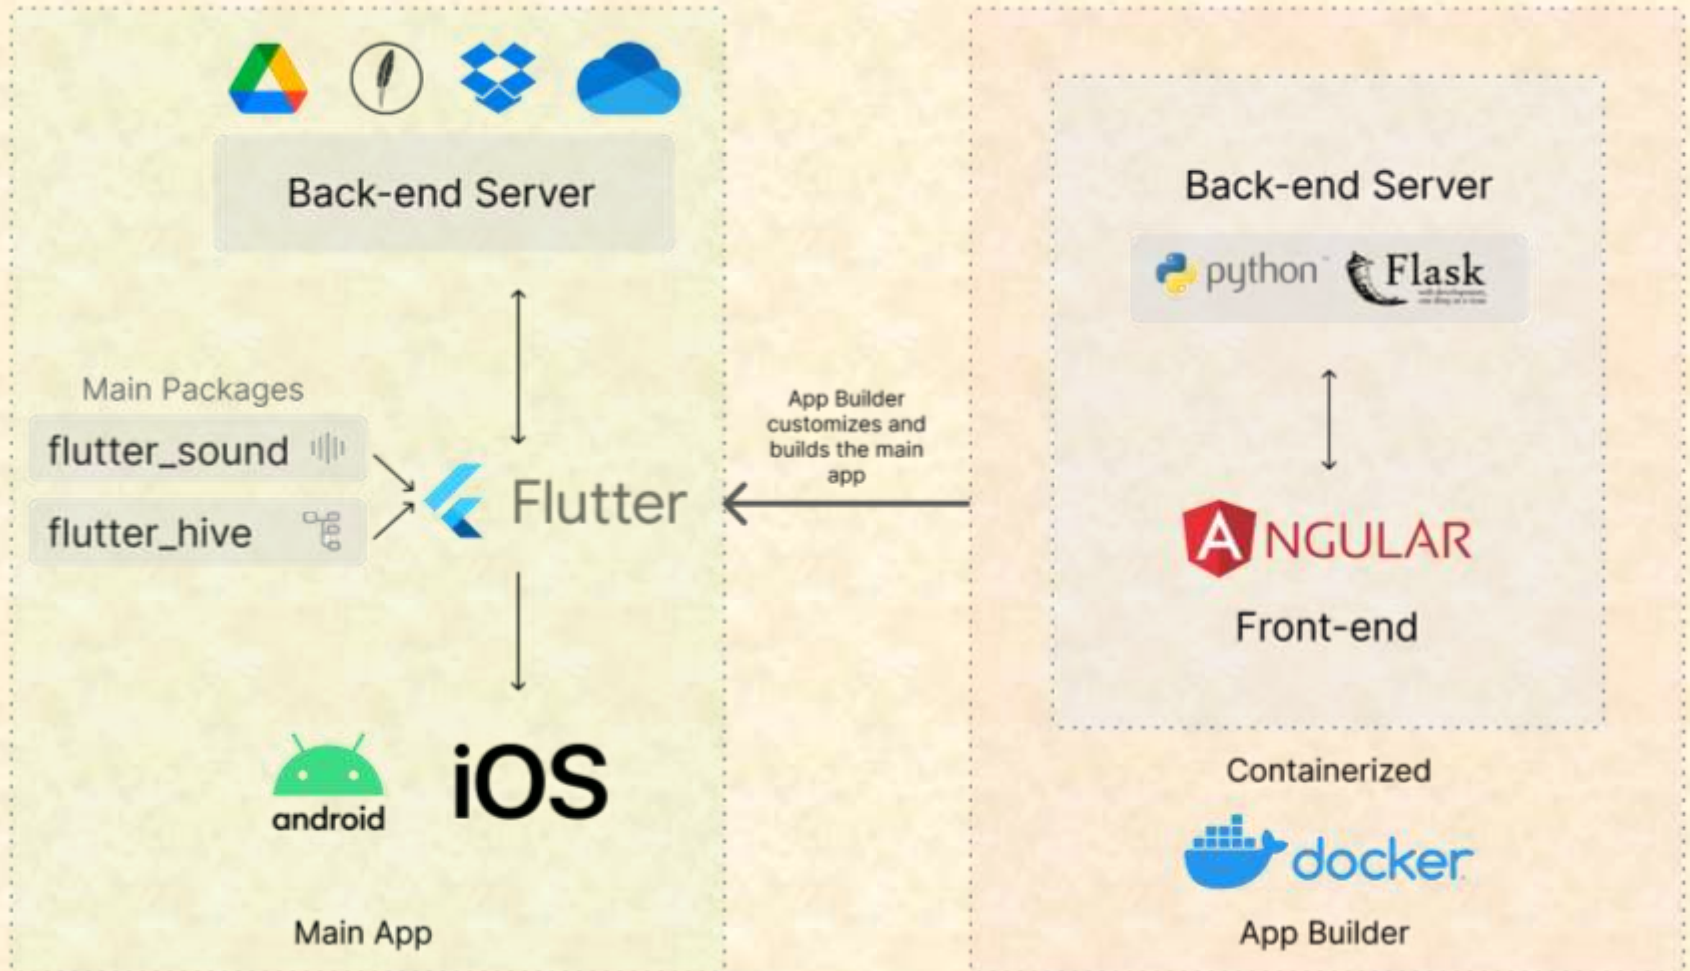 Back-end Server
Main Packages
flutter_sound
flutter_hive
Flutter
android
iOS
Main App
App Builder
customizes and
builds the main
app
Back-end Server
python
Flask
ANGULAR
Front-end
Containerized
docker
App Builder